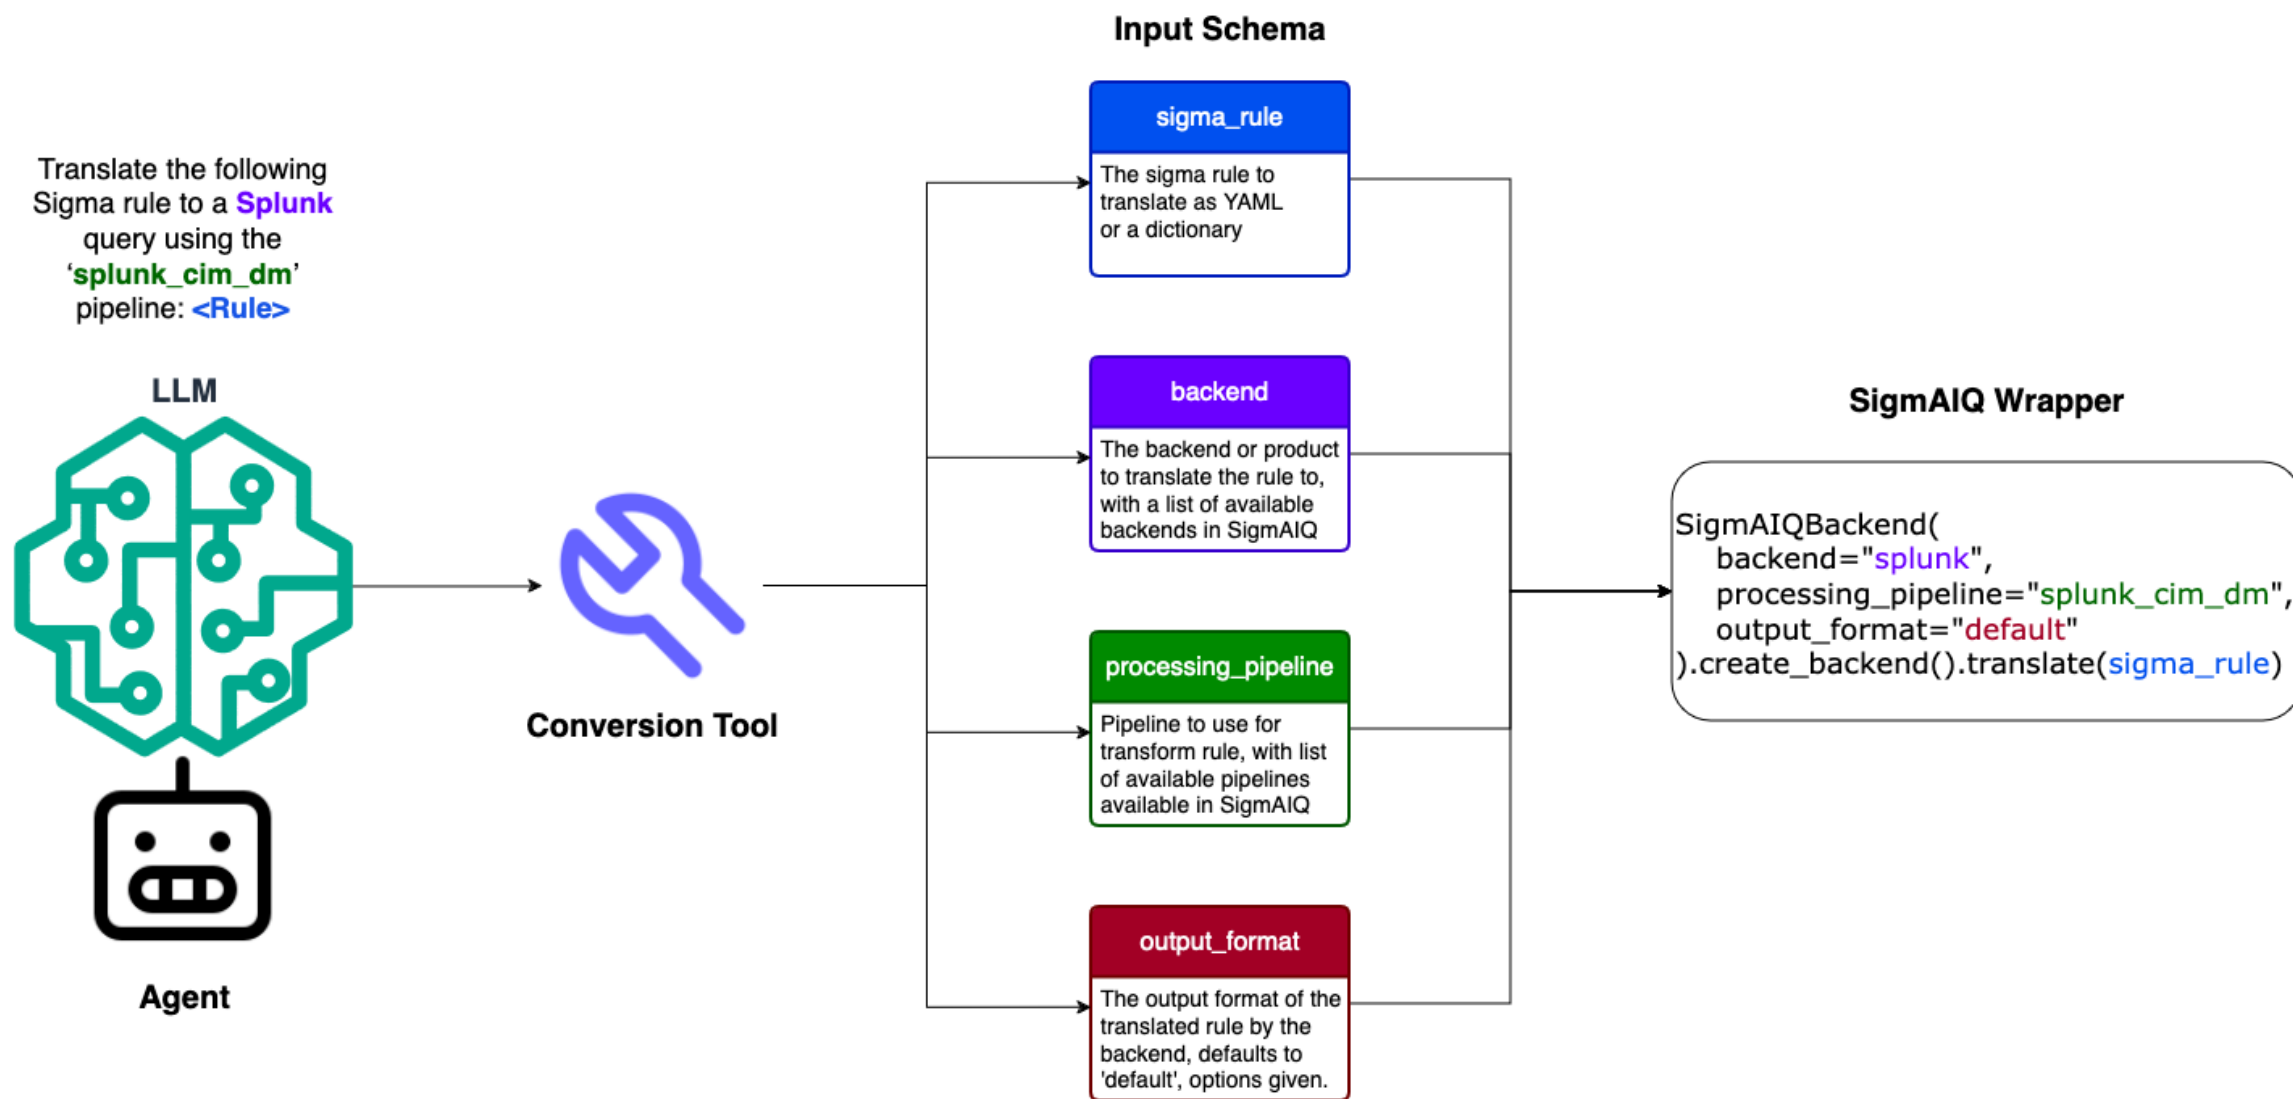 Input Schema
Translate the following
Sigma rule to a Splunk
query using the
‘splunk_cim_dm’
pipeline: <Rule>
LLM
Agent
Conversion Tool
sigma_rule
The sigma rule to
translate as YAML
or a dictionary
backend
The backend or product
to translate the rule to,
with a list of available
backends in SigmAIQ
processing_pipeline
Pipeline to use for
transform rule, with list
of available pipelines
available in SigmAIQ
output_format
The output format of the
translated rule by the
backend, defaults to
'default', options given.
SigmAIQ Wrapper
SigmAIQBackend(
backend="splunk",
processing_pipeline="splunk_cim_dm",
output_format="default"
).create_backend().translate(sigma_rule)